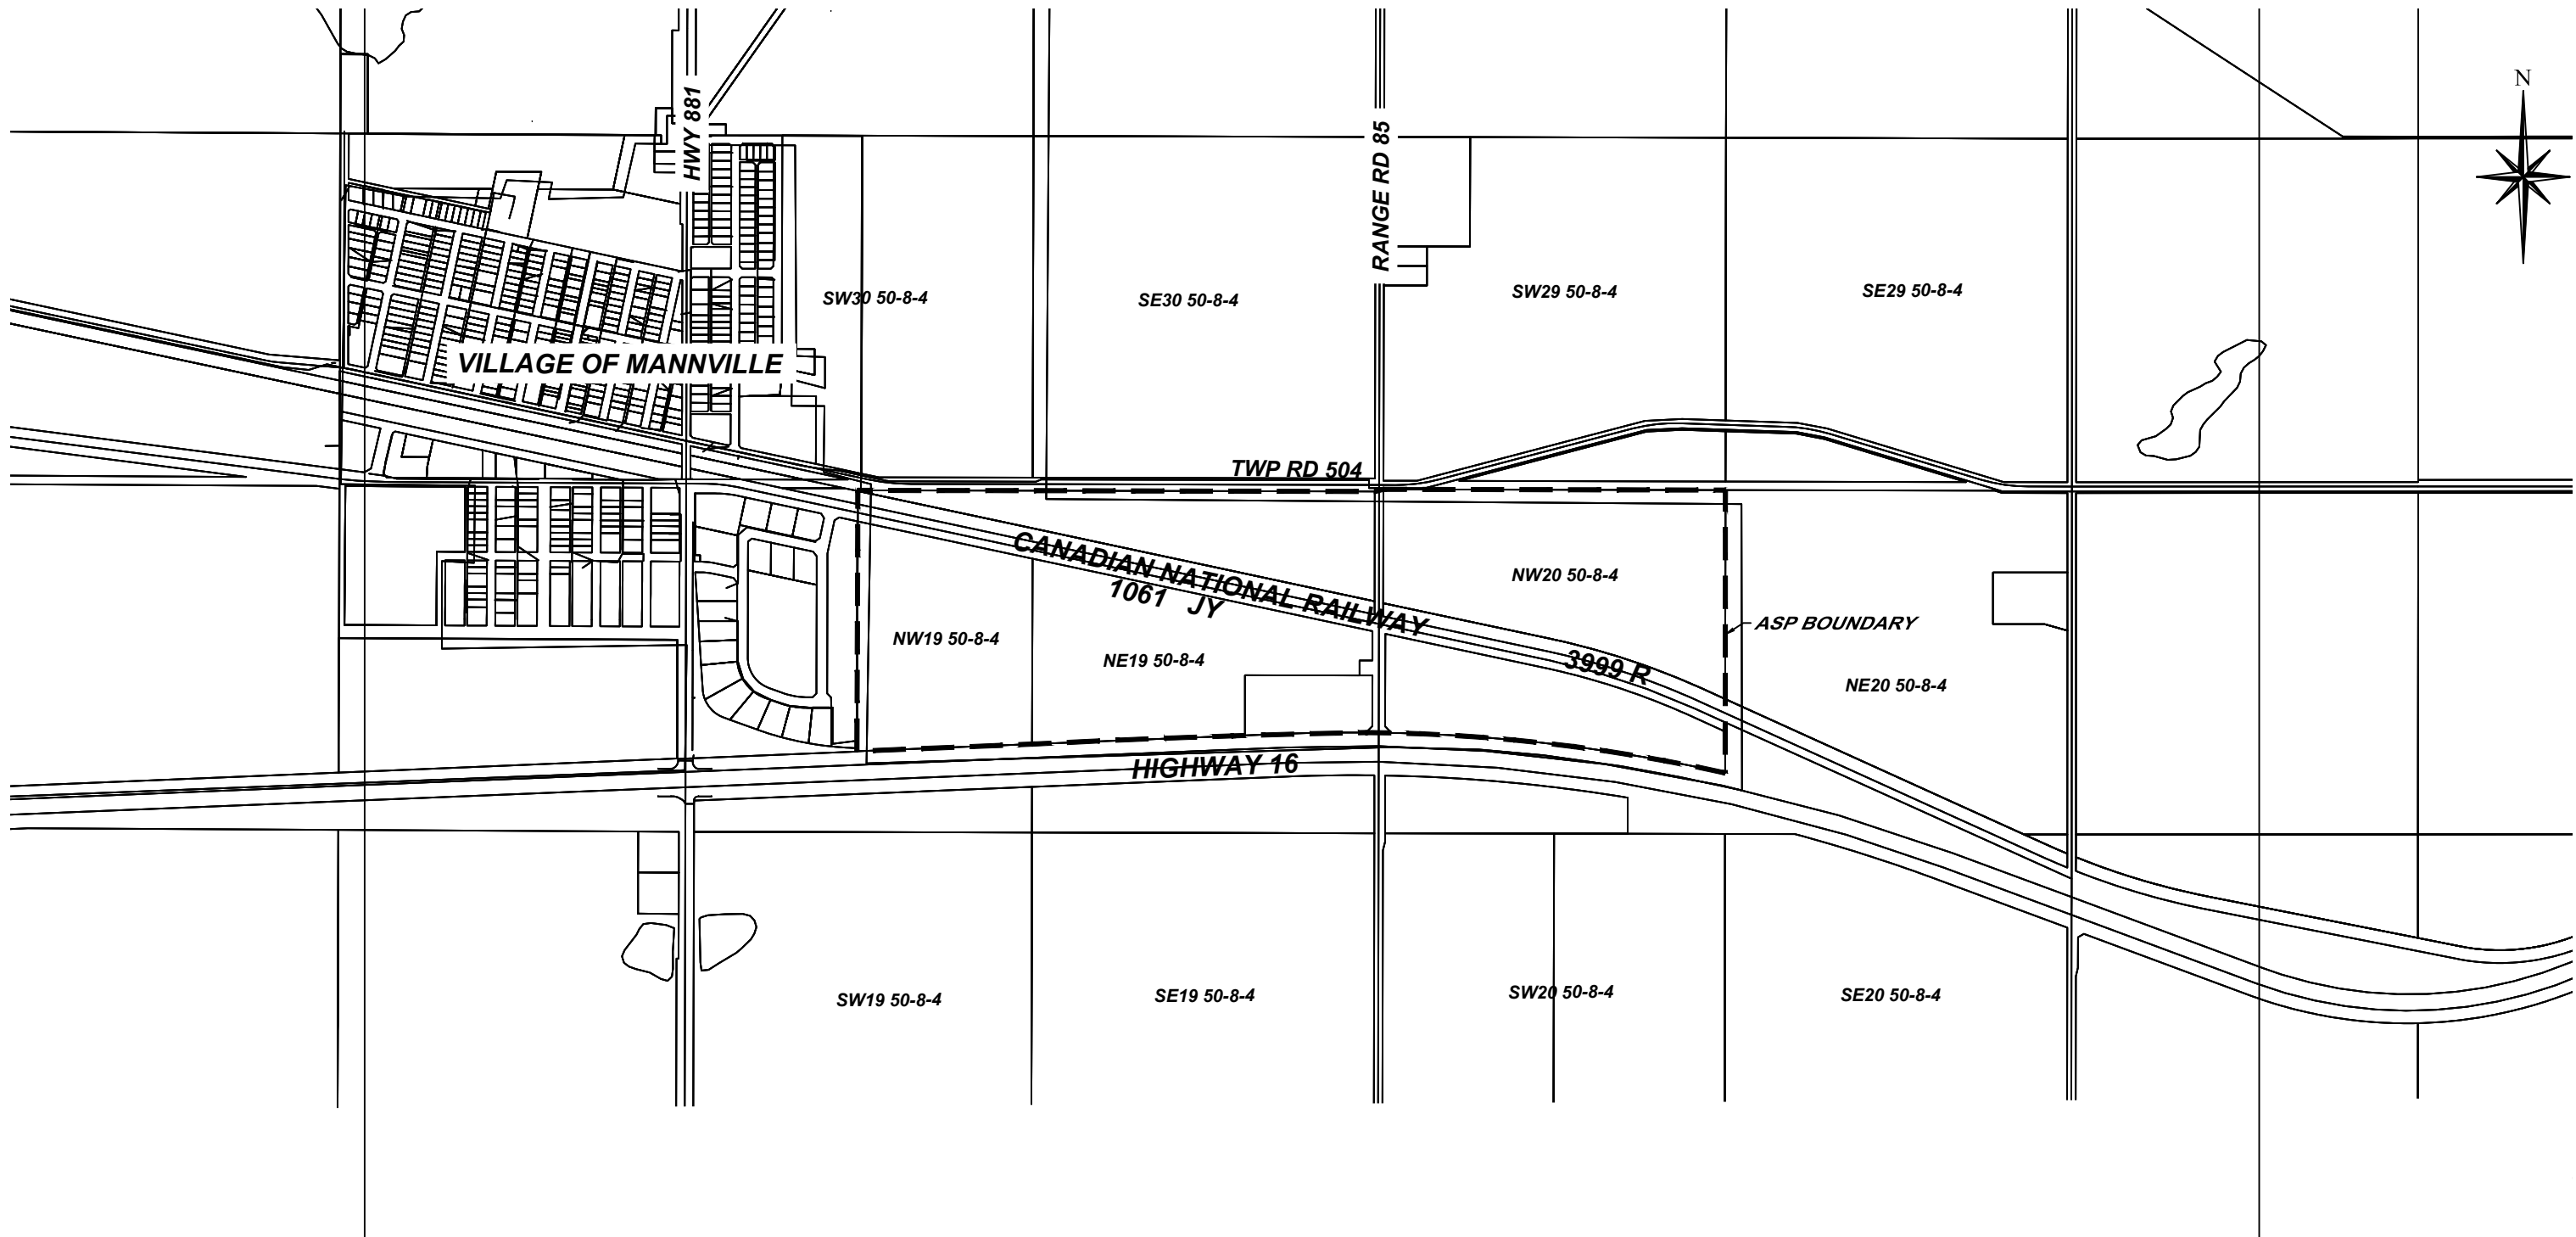 N
HWY 881
RANGE RD 85
SW30 50-8-4
SE30 50-8-4
SW29 50-8-4
SE29 50-8-4
VILLAGE OF MANNVILLE
TWP RD 504
CANADIAN NATIONAL RAILWAY
1061 JY
3999 R
NW20 50-8-4
ASP BOUNDARY
NW19 50-8-4
NE19 50-8-4
NE20 50-8-4
HIGHWAY 16
SW19 50-8-4
SE19 50-8-4
SW20 50-8-4
SE20 50-8-4